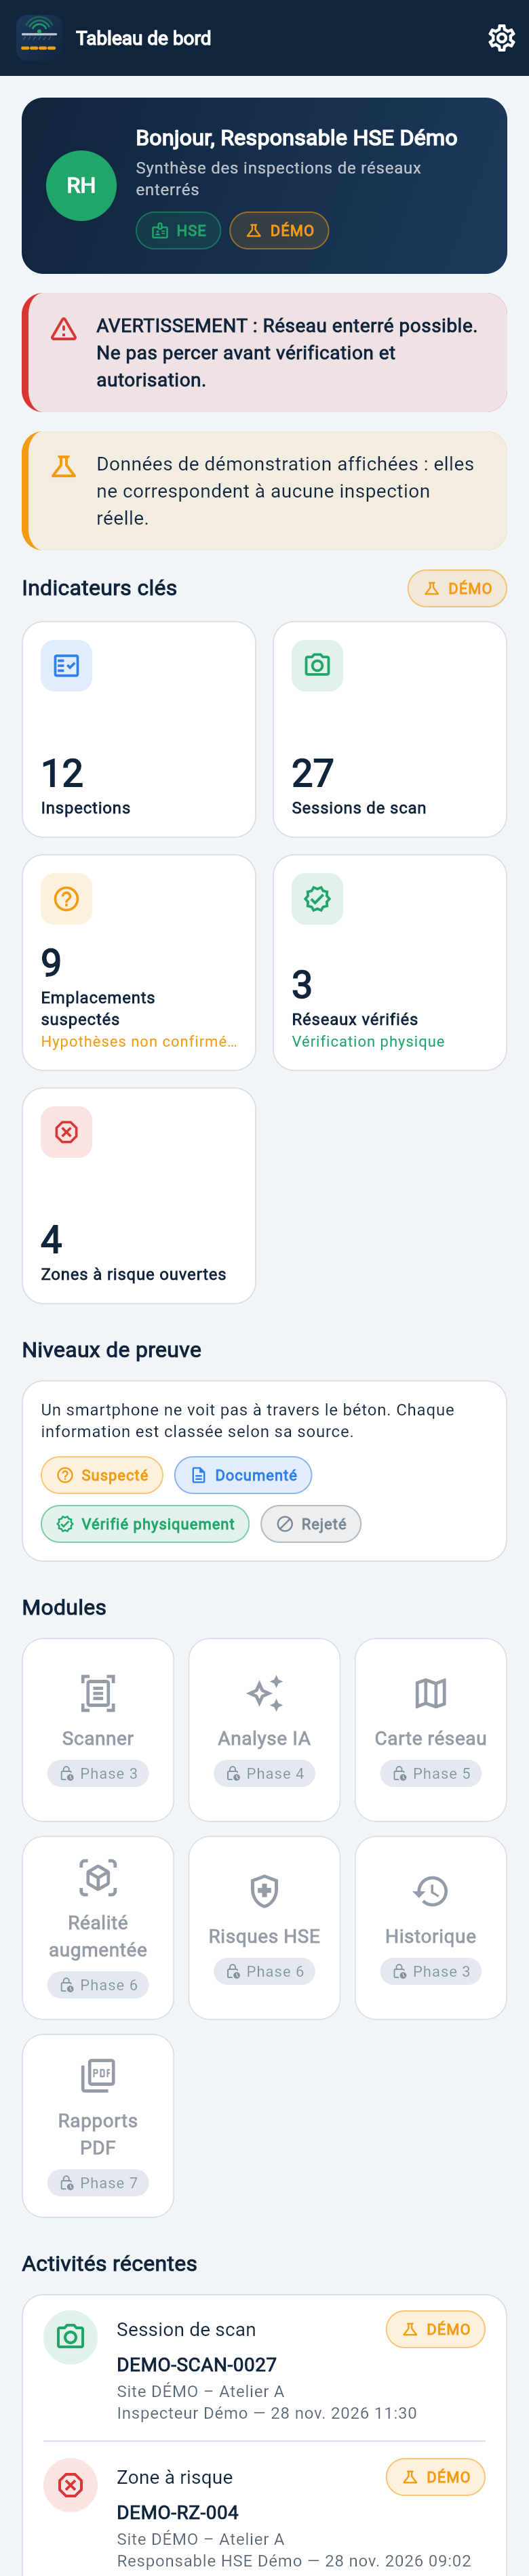 Tableau de bord
RH
Bonjour, Responsable HSE Démo
Synthèse des inspections de réseaux
enterrés
HSE
DÉMO
AVERTISSEMENT : Réseau enterré possible.
Ne pas percer avant vérification et
autorisation.
Données de démonstration affichées : elles
ne correspondent à aucune inspection
réelle.
Indicateurs clés
DÉMO
12
Inspections
27
Sessions de scan
9
Emplacements
suspectés
Hypothèses non confirmé…
3
Réseaux vérifiés
Vérification physique
4
Zones à risque ouvertes
Niveaux de preuve
Un smartphone ne voit pas à travers le béton. Chaque
information est classée selon sa source.
Suspecté
Documenté
Vérifié physiquement
Rejeté
Modules
Scanner
Phase 3
Analyse IA
Phase 4
Carte réseau
Phase 5
Réalité
augmentée
Phase 6
Risques HSE
Phase 6
Historique
Phase 3
PDF
Rapports
PDF
Phase 7
Activités récentes
Session de scan
DÉMO
DEMO-SCAN-0027
Site DÉMO – Atelier A
Inspecteur Démo — 28 nov. 2026 11:30
Zone à risque
DÉMO
DEMO-RZ-004
Site DÉMO – Atelier A
Responsable HSE Démo — 28 nov. 2026 09:02